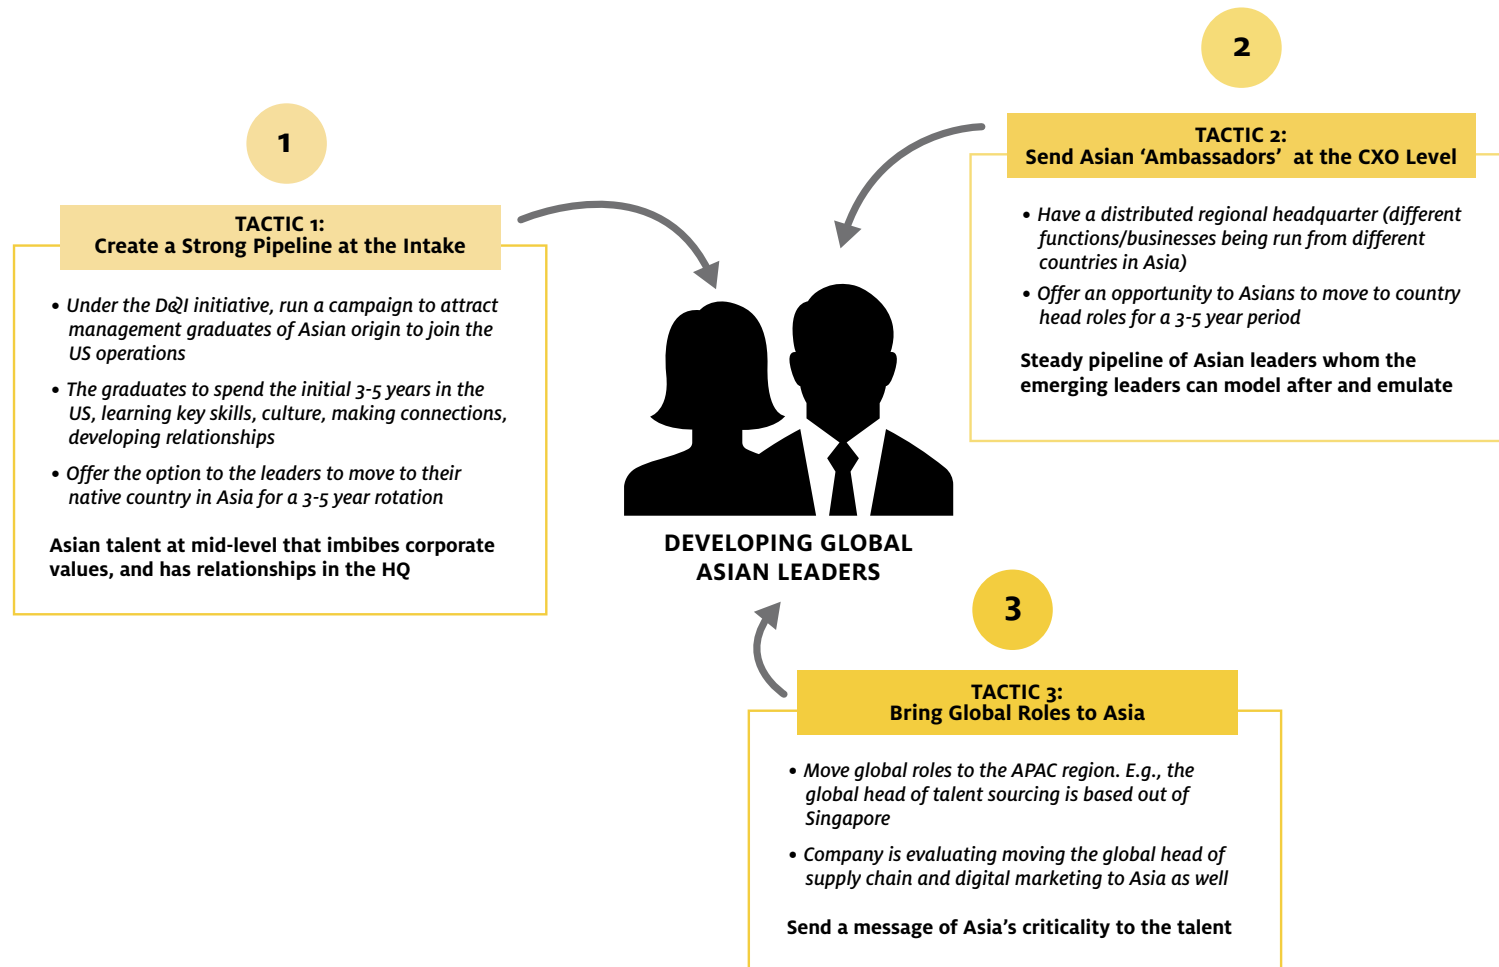 1
TACTIC 1:
Create a Strong Pipeline at the Intake
• Under the D&I initiative, run a campaign to attract
management graduates of Asian origin to join the
US operations
• The graduates to spend the initial 3-5 years in the
US, learning key skills, culture, making connections,
developing relationships
• Offer the option to the leaders to move to their
native country in Asia for a 3-5 year rotation
Asian talent at mid-level that imbibes corporate
values, and has relationships in the HQ
2
TACTIC 2:
Send Asian ‘Ambassadors’ at the CXO Level
• Have a distributed regional headquarter (different
functions/businesses being run from different
countries in Asia)
• Offer an opportunity to Asians to move to country
head roles for a 3-5 year period
Steady pipeline of Asian leaders whom the
emerging leaders can model after and emulate
DEVELOPING GLOBAL
ASIAN LEADERS
3
TACTIC 3:
Bring Global Roles to Asia
• Move global roles to the APAC region. E.g., the
global head of talent sourcing is based out of
Singapore
• Company is evaluating moving the global head of
supply chain and digital marketing to Asia as well
Send a message of Asia’s criticality to the talent